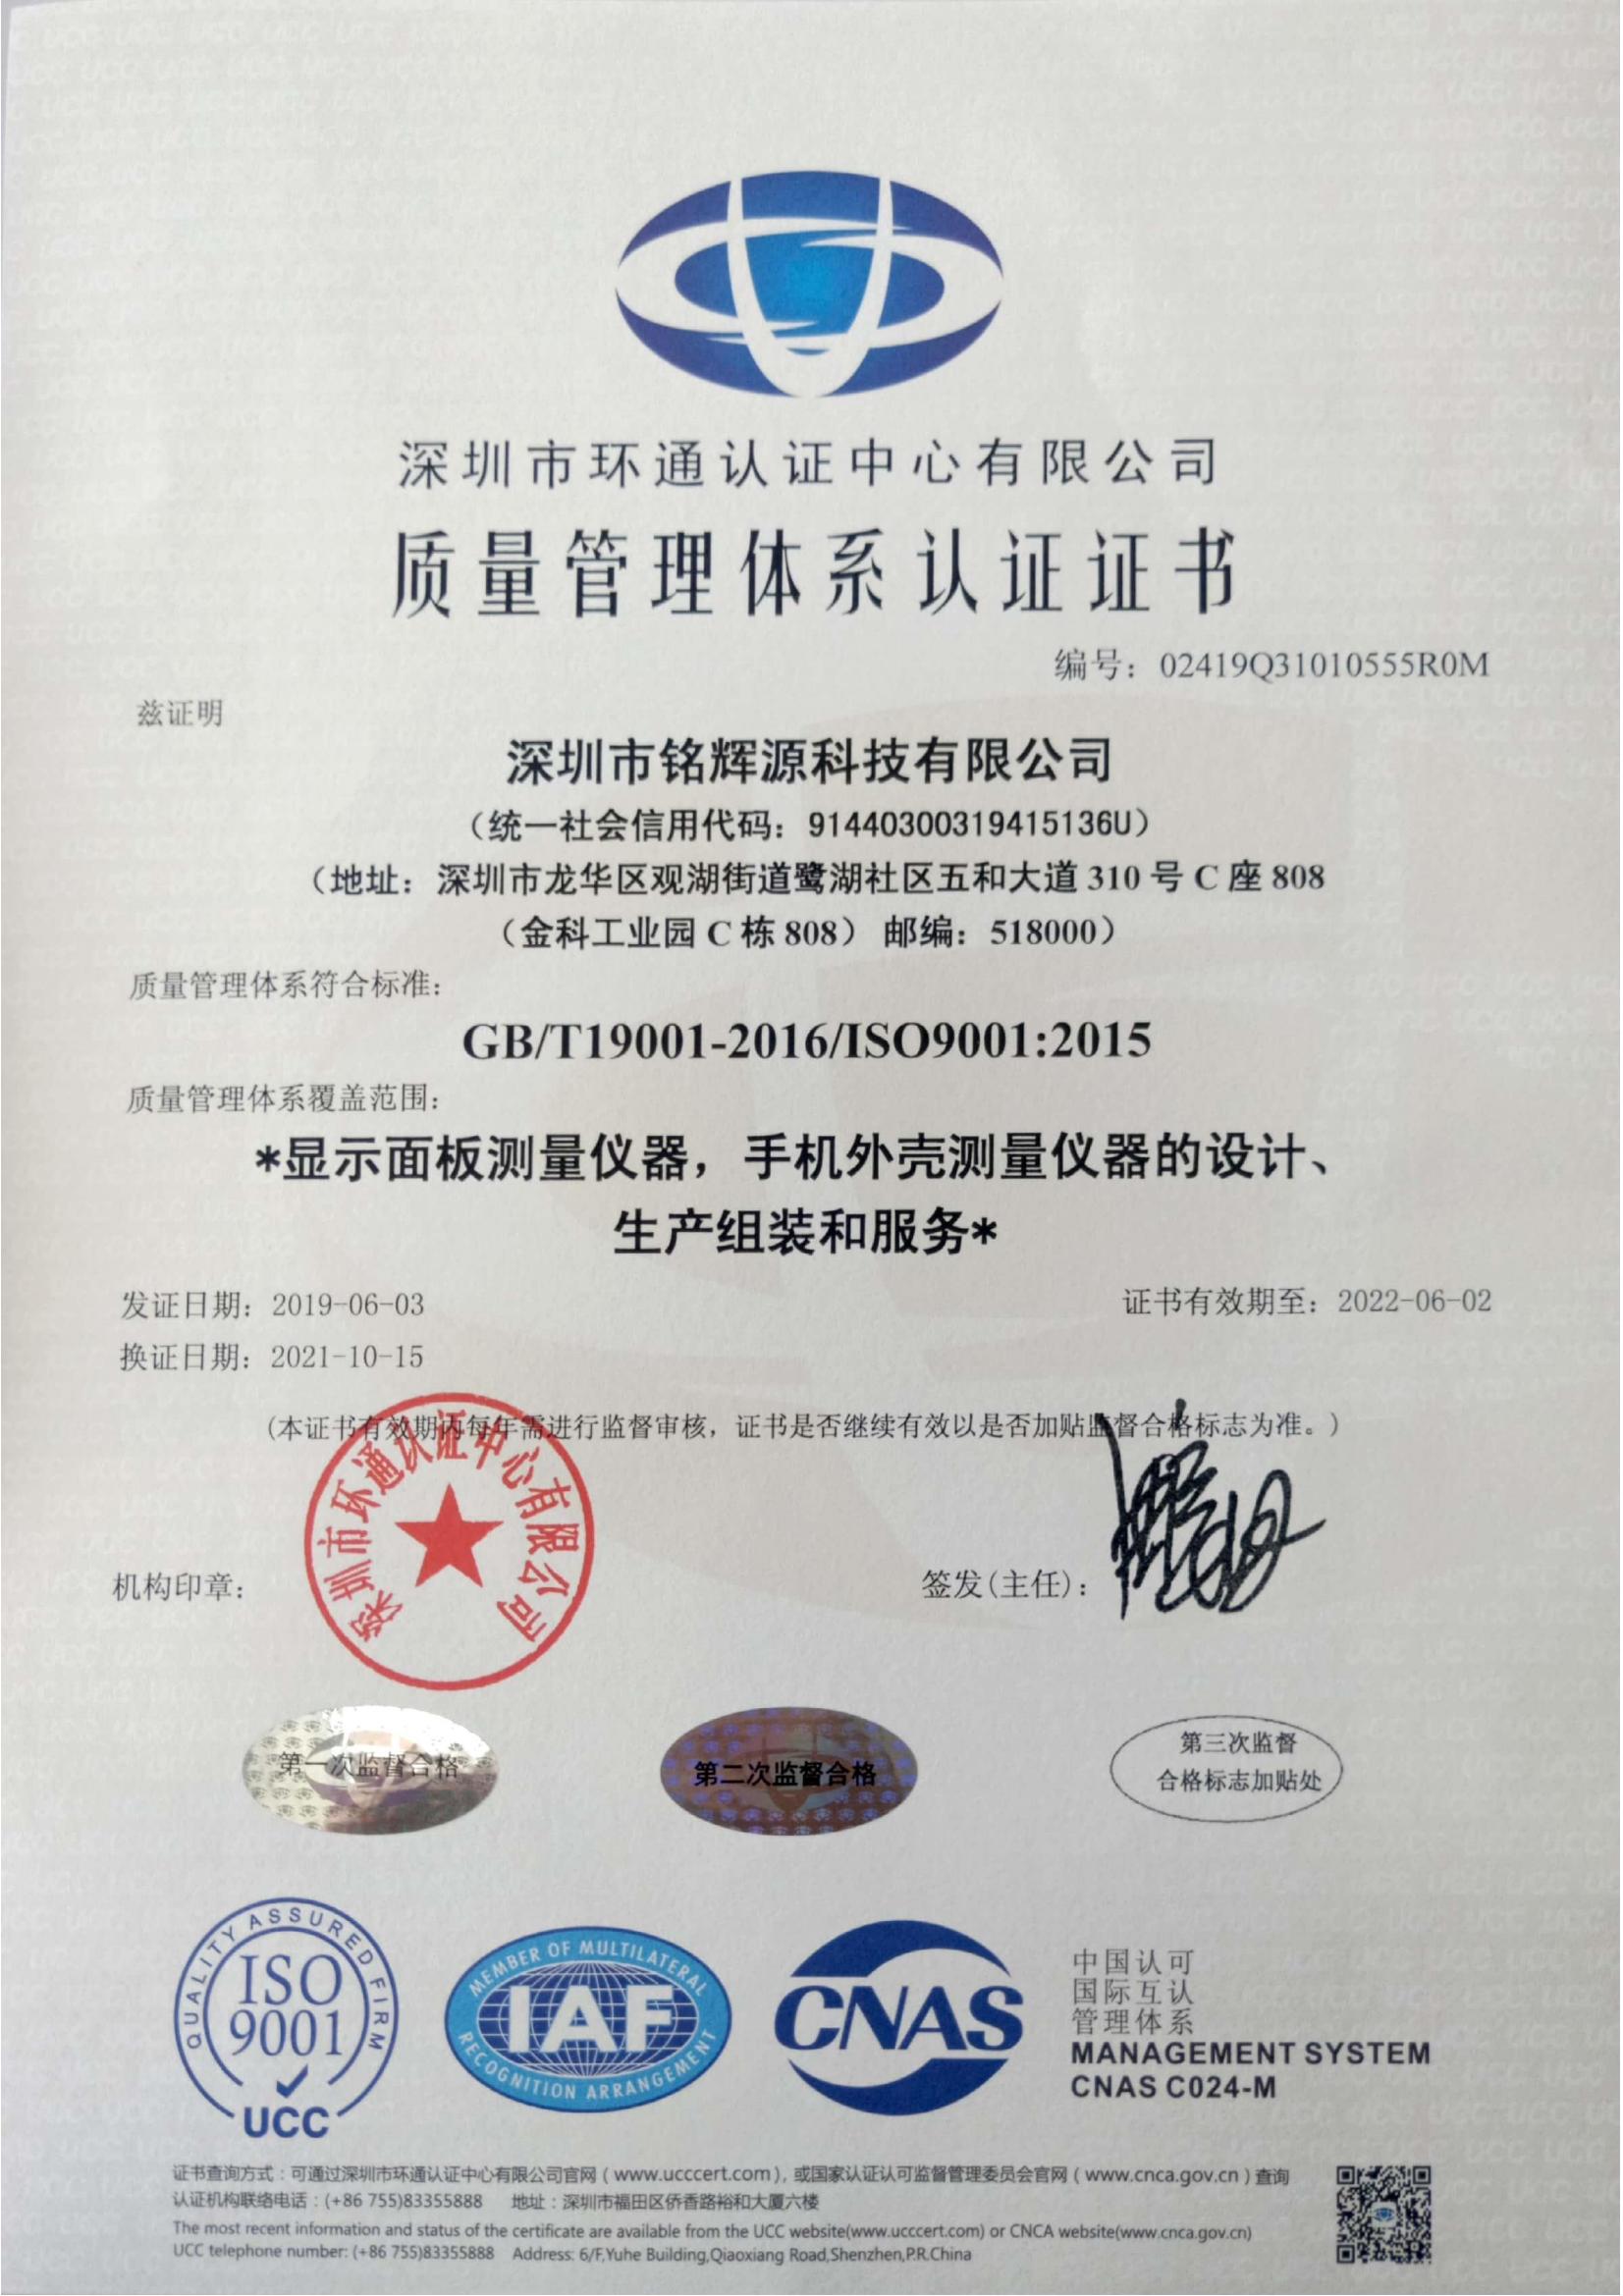 深圳市环通认证中心有限公司
质量管理体系认证证书
编号：02419Q31010555R0M
兹证明
深圳市铭辉源科技有限公司
（统一社会信用代码：91440300319415136U）
（地址：深圳市龙华区观湖街道鹭湖社区五和大道 310 号 C 座 808
（金科工业园 C 栋 808） 邮编：518000）
质量管理体系符合标准：
GB/T19001-2016/ISO9001:2015
质量管理体系覆盖范围：
*显示面板测量仪器，手机外壳测量仪器的设计、
生产组装和服务*
发证日期：2019-06-03
证书有效期至：2022-06-02
换证日期：2021-10-15
(本证书有效期内每年需进行监督审核，证书是否继续有效以是否加贴监督合格标志为准。)
深圳市环通认证中心有限公司
机构印章：
签发(主任)：
第一次监督合格
第二次监督合格
第三次监督
合格标志加贴处
QUALITY ASSURED FIRM
ISO
9001
UCC
MEMBER OF MULTILATERAL
IAF
RECOGNITION ARRANGEMENT
CNAS
中国认可
国际互认
管理体系
MANAGEMENT SYSTEM
CNAS C024-M
证书查询方式：可通过深圳市环通认证中心有限公司官网（www.ucccert.com），或国家认证认可监督管理委员会官网（www.cnca.gov.cn）查询
认证机构联络电话：(+86 755)83355888 地址：深圳市福田区侨香路裕和大厦六楼
The most recent information and status of the certificate are available from the UCC website(www.ucccert.com) or CNCA website(www.cnca.gov.cn)
UCC telephone number: (+86 755)83355888 Address: 6/F,Yuhe Building,Qiaoxiang Road,Shenzhen,P.R.China